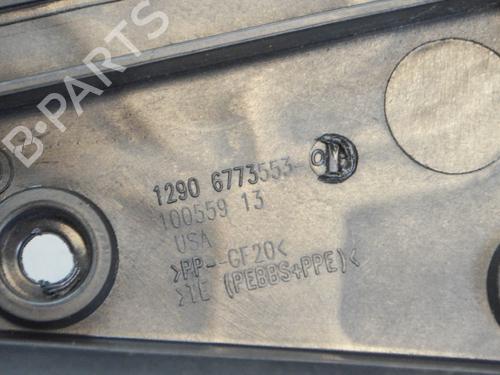 B-PARTS
1290 6773553-
100559 13
USA
>PP--GF20<
>TE (PEBBS+PPE)<